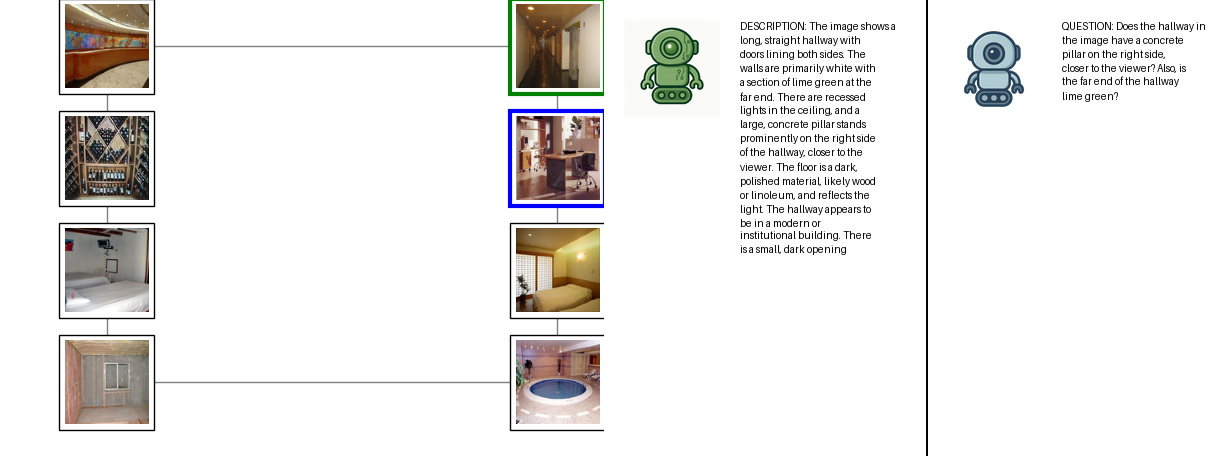 DESCRIPTION: The image shows a
long, straight hallway with
doors lining both sides. The
walls are primarily white with
a section of lime green at the
far end. There are recessed
lights in the ceiling, and a
large, concrete pillar stands
prominently on the right side
of the hallway, closer to the
viewer. The floor is a dark,
polished material, likely wood
or linoleum, and reflects the
light. The hallway appears to
be in a modern or
institutional building. There
is a small, dark opening
QUESTION: Does the hallway in
the image have a concrete
pillar on the right side,
closer to the viewer? Also, is
the far end of the hallway
lime green?